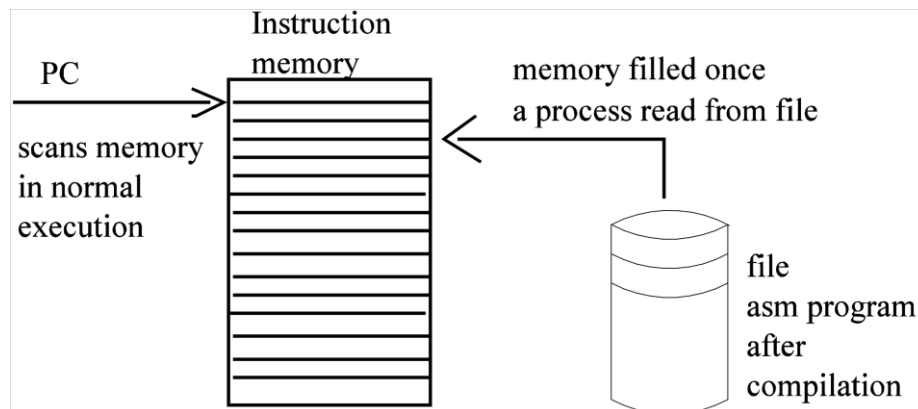 Instruction
memory
PC
scans memory
in normal
execution
memory filled once
a process read from file
file
asm program
after
compilation